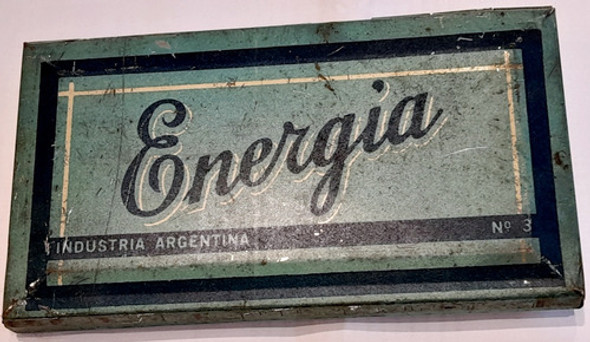 Energia
INDUSTRIA ARGENTINA Nº 3